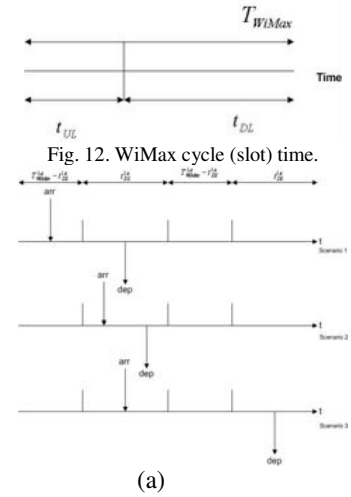 T_WiMax
Time
t_UL t_DL
Fig. 12. WiMax cycle (slot) time.
arr
t
Scenario 1
dep
arr
t
Scenario 2
dep
arr
t
Scenario 3
dep
(a)